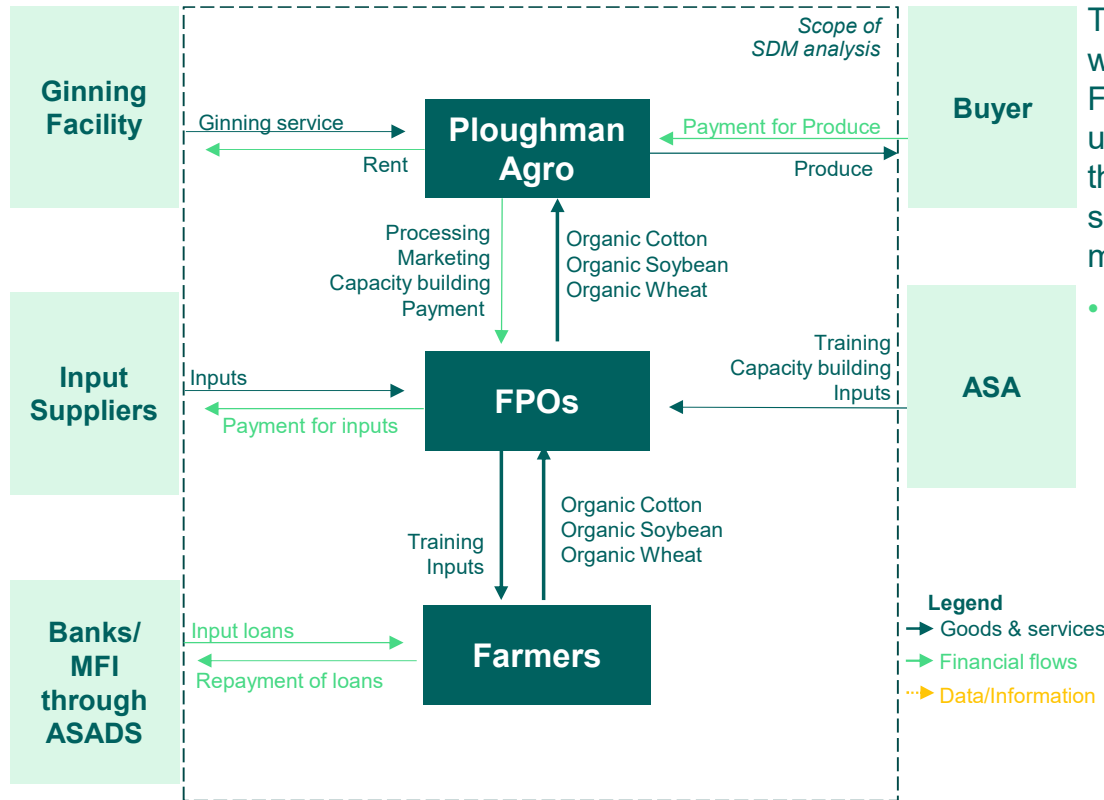 Scope of
SDM analysis
Ginning
Facility
Ginning service
Rent
Ploughman
Agro
Payment for Produce
Produce
Buyer
Processing
Marketing
Capacity building
Payment
Organic Cotton
Organic Soybean
Organic Wheat
Input
Suppliers
Inputs
Payment for inputs
FPOs
Training
Capacity building
Inputs
ASA
Training
Inputs
Organic Cotton
Organic Soybean
Organic Wheat
Banks/
MFI
through
ASADS
Input loans
Repayment of loans
Farmers
Legend
Goods & services
Financial flows
Data/Information